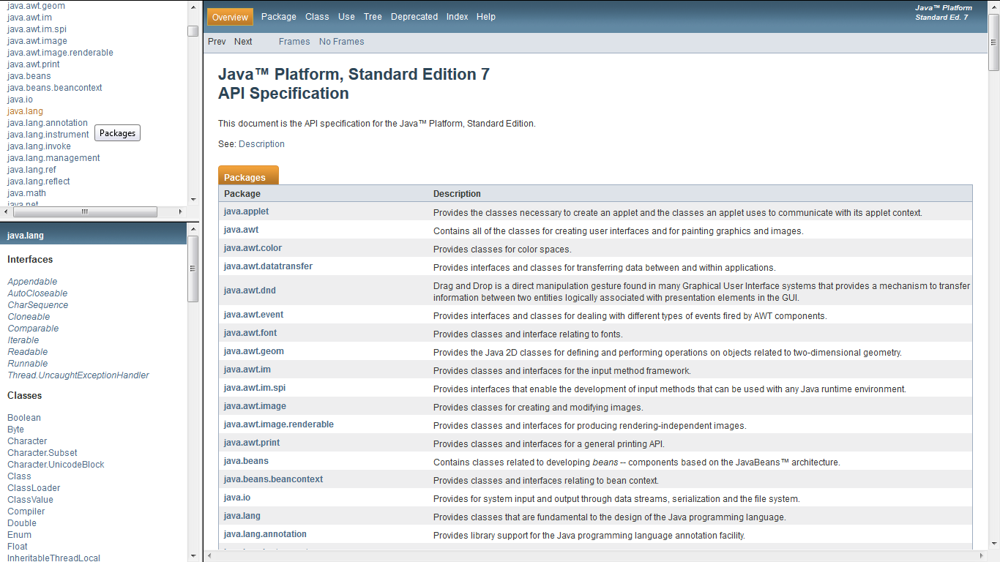 java.awt.geom
java.awt.im
java.awt.im.spi
java.awt.image
java.awt.image.renderable
java.awt.print
java.beans
java.beans.beancontext
java.io
java.lang
java.lang.annotation
java.lang.instrument
Packages
java.lang.invoke
java.lang.management
java.lang.ref
java.lang.reflect
java.math
java.net
java.lang
Interfaces
Appendable
AutoCloseable
CharSequence
Cloneable
Comparable
Iterable
Readable
Runnable
Thread.UncaughtExceptionHandler
Classes
Boolean
Byte
Character
Character.Subset
Character.UnicodeBlock
Class
ClassLoader
ClassValue
Compiler
Double
Enum
Float
InheritableThreadLocal
Overview Package Class Use Tree Deprecated Index Help
Java™ Platform
Standard Ed. 7
Prev Next Frames No Frames
Java™ Platform, Standard Edition 7
API Specification
This document is the API specification for the Java™ Platform, Standard Edition.
See: Description
Packages
Package Description
java.applet Provides the classes necessary to create an applet and the classes an applet uses to communicate with its applet context.
java.awt Contains all of the classes for creating user interfaces and for painting graphics and images.
java.awt.color Provides classes for color spaces.
java.awt.datatransfer Provides interfaces and classes for transferring data between and within applications.
java.awt.dnd Drag and Drop is a direct manipulation gesture found in many Graphical User Interface systems that provides a mechanism to transfer
information between two entities logically associated with presentation elements in the GUI.
java.awt.event Provides interfaces and classes for dealing with different types of events fired by AWT components.
java.awt.font Provides classes and interface relating to fonts.
java.awt.geom Provides the Java 2D classes for defining and performing operations on objects related to two-dimensional geometry.
java.awt.im Provides classes and interfaces for the input method framework.
java.awt.im.spi Provides interfaces that enable the development of input methods that can be used with any Java runtime environment.
java.awt.image Provides classes for creating and modifying images.
java.awt.image.renderable Provides classes and interfaces for producing rendering-independent images.
java.awt.print Provides classes and interfaces for a general printing API.
java.beans Contains classes related to developing beans -- components based on the JavaBeans™ architecture.
java.beans.beancontext Provides classes and interfaces relating to bean context.
java.io Provides for system input and output through data streams, serialization and the file system.
java.lang Provides classes that are fundamental to the design of the Java programming language.
java.lang.annotation Provides library support for the Java programming language annotation facility.